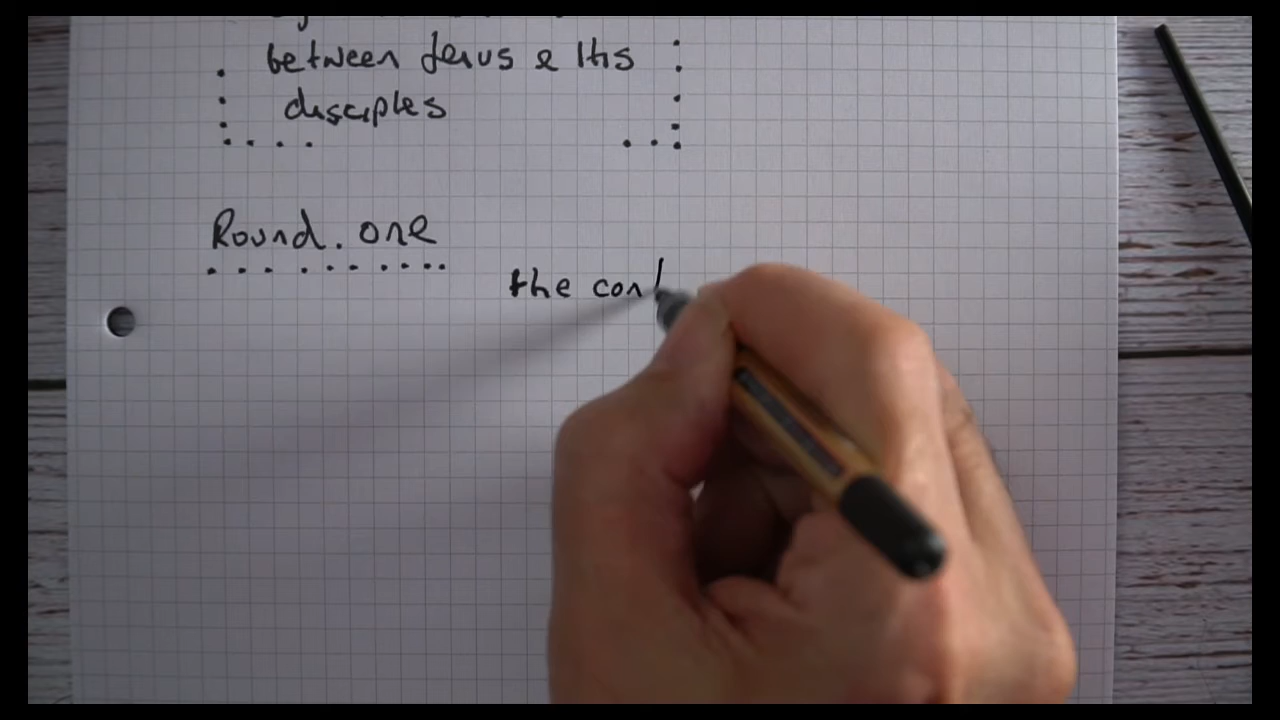 between Jesus & His
disciples
Round. one
the con